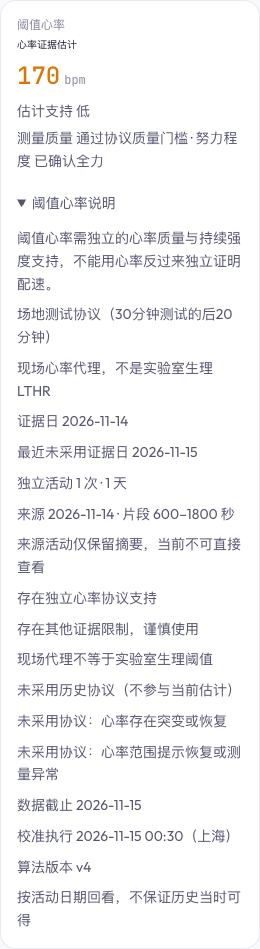 阈值心率
心率证据估计
170 bpm
估计支持 低
测量质量 通过协议质量门槛·努力程
度 已确认全力
▼ 阈值心率说明
阈值心率需独立的心率质量与持续强
度支持，不能用心率反过来独立证明
配速。
场地测试协议（30分钟测试的后20
分钟）
现场心率代理，不是实验室生理
LTHR
证据日 2026-11-14
最近未采用证据日 2026-11-15
独立活动 1 次·1 天
来源 2026-11-14·片段 600–1800 秒
来源活动仅保留摘要，当前不可直接
查看
存在独立心率协议支持
存在其他证据限制，谨慎使用
现场代理不等于实验室生理阈值
未采用历史协议（不参与当前估计）
未采用协议：心率存在突变或恢复
未采用协议：心率范围提示恢复或测
量异常
数据截止 2026-11-15
校准执行 2026-11-15 00:30（上海）
算法版本 v4
按活动日期回看，不保证历史当时可
得